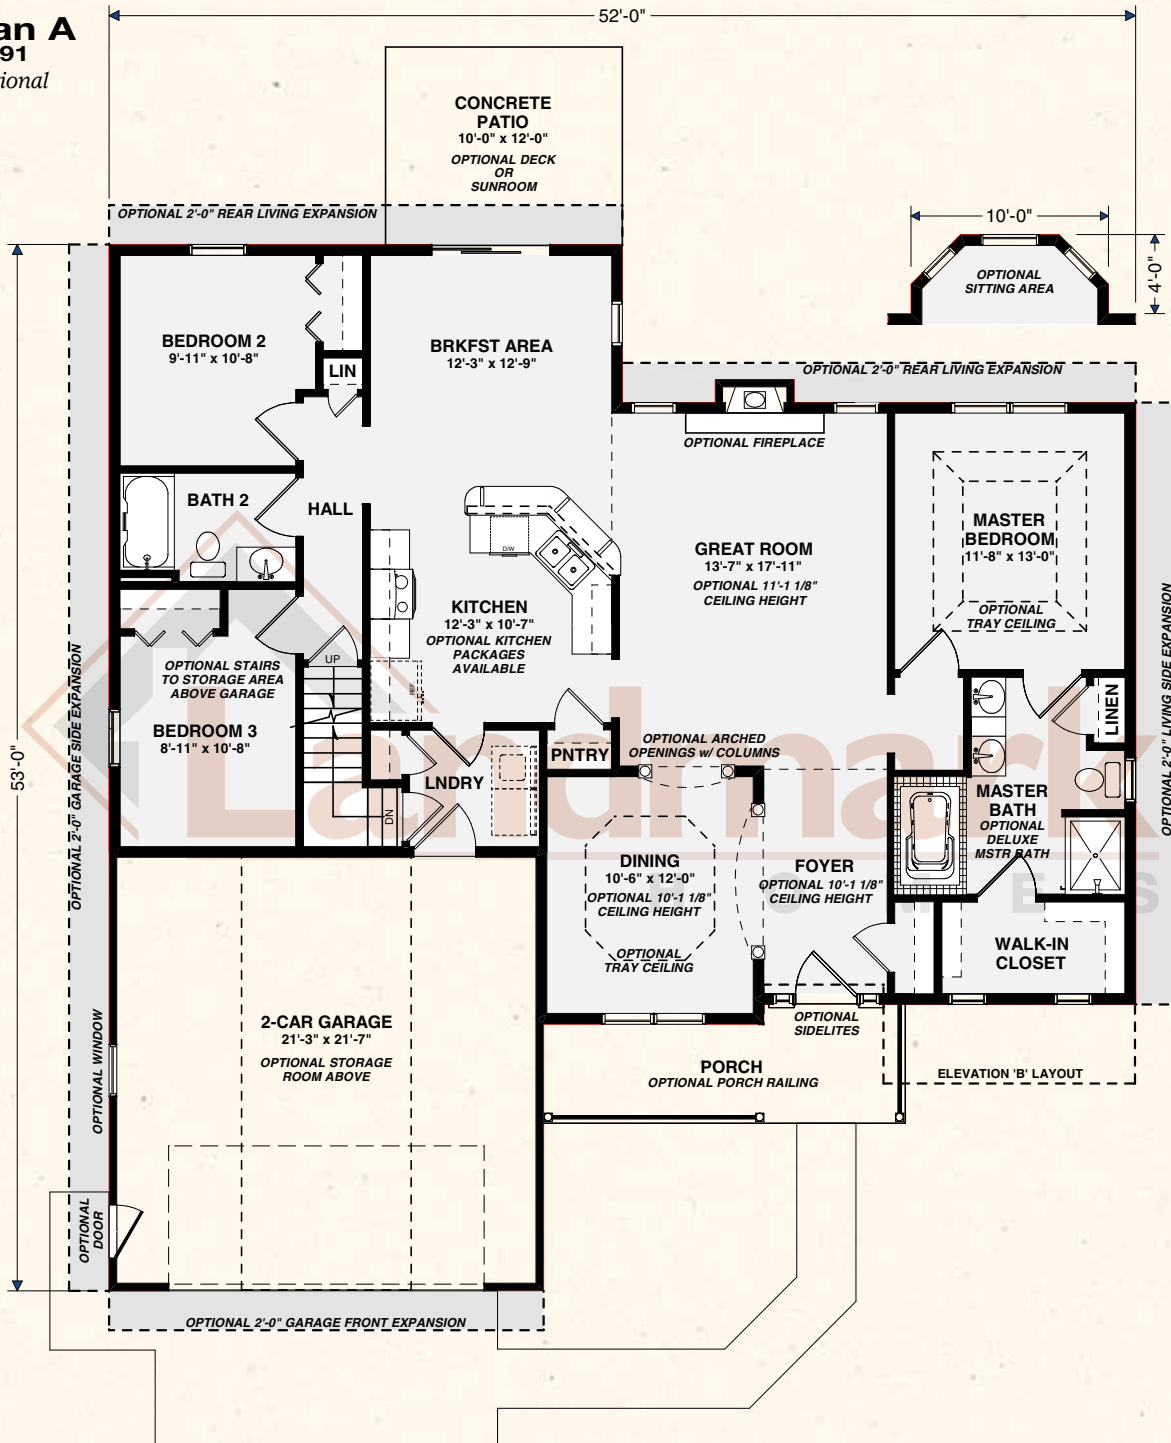 an A
91
ional
52'-0"
CONCRETE
PATIO
10'-0" x 12'-0"
OPTIONAL DECK
OR
SUNROOM
OPTIONAL 2'-0" REAR LIVING EXPANSION
10'-0"
4'-0"
OPTIONAL
SITTING AREA
BEDROOM 2
9'-11" x 10'-8"
LIN
BRKFST AREA
12'-3" x 12'-9"
OPTIONAL 2'-0" REAR LIVING EXPANSION
OPTIONAL FIREPLACE
BATH 2
HALL
D/W
GREAT ROOM
13'-7" x 17'-11"
OPTIONAL 11'-1 1/8"
CEILING HEIGHT
MASTER
BEDROOM
11'-8" x 13'-0"
OPTIONAL
TRAY CEILING
KITCHEN
12'-3" x 10'-7"
OPTIONAL KITCHEN
PACKAGES
AVAILABLE
REF
UP
OPTIONAL STAIRS
TO STORAGE AREA
ABOVE GARAGE
BEDROOM 3
8'-11" x 10'-8"
53'-0"
OPTIONAL 2'-0" GARAGE SIDE EXPANSION
OPTIONAL 2'-0" LIVING SIDE EXPANSION
LINEN
OPTIONAL ARCHED
OPENINGS w/ COLUMNS
PNTRY
LNDRY
DN
Landmark
HOMES
MASTER
BATH
OPTIONAL
DELUXE
MSTR BATH
DINING
10'-6" x 12'-0"
OPTIONAL 10'-1 1/8"
CEILING HEIGHT
OPTIONAL
TRAY CEILING
FOYER
OPTIONAL 10'-1 1/8"
CEILING HEIGHT
WALK-IN
CLOSET
2-CAR GARAGE
21'-3" x 21'-7"
OPTIONAL STORAGE
ROOM ABOVE
OPTIONAL
SIDELITES
PORCH
OPTIONAL PORCH RAILING
ELEVATION 'B' LAYOUT
OPTIONAL WINDOW
OPTIONAL
DOOR
OPTIONAL 2'-0" GARAGE FRONT EXPANSION